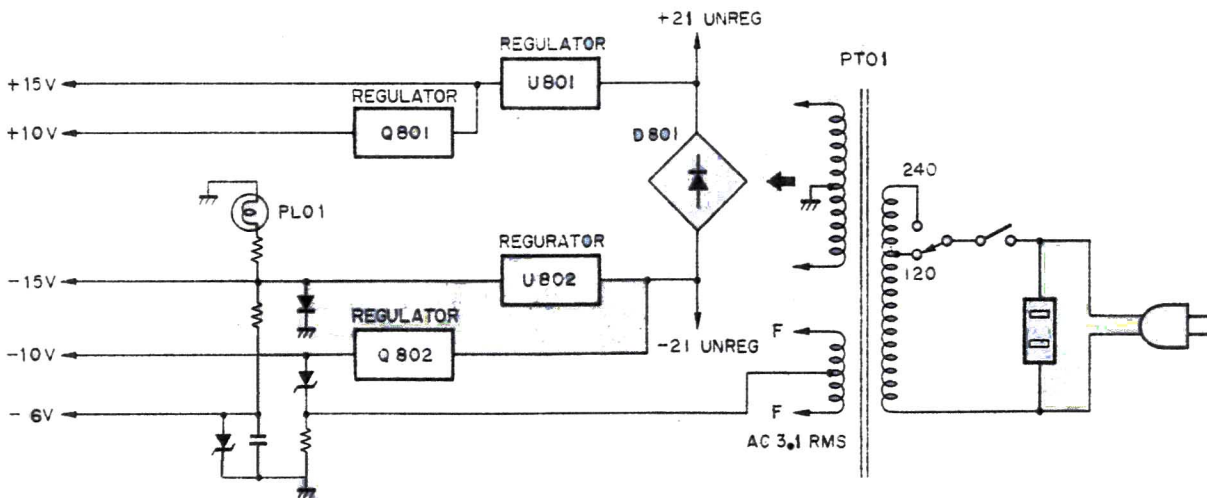 +21 UNREG
REGULATOR
PT01
+15V
U801
REGULATOR
+10V
Q801
D801
240
PL01
REGURATOR
120
-15V
U802
REGULATOR
-10V
Q802
-21 UNREG
F
-6V
F
AC 3.1 RMS